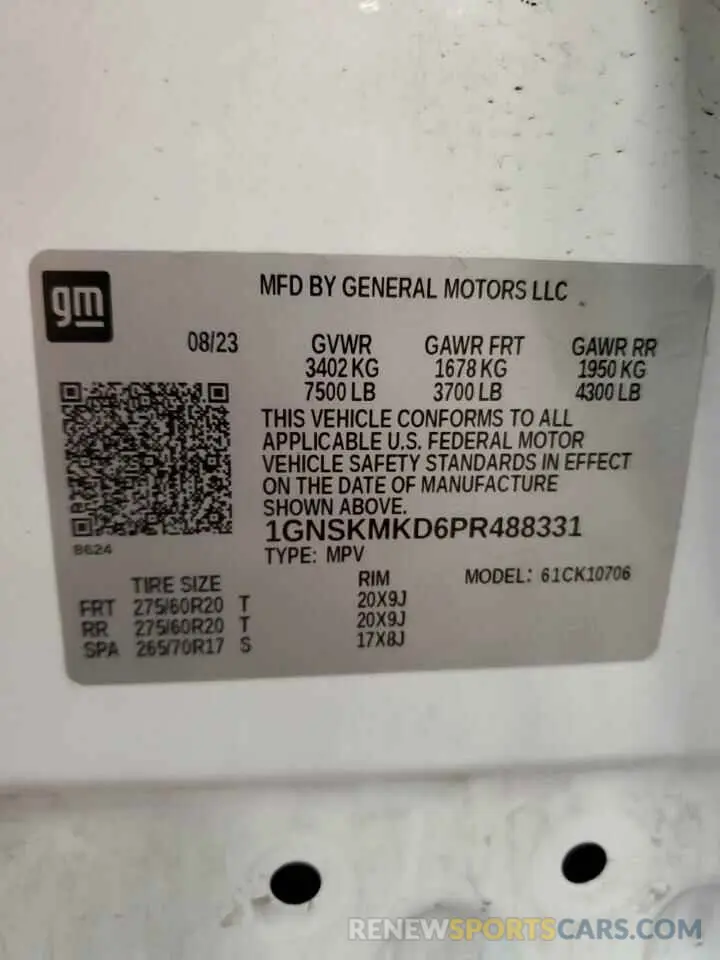 gm
MFD BY GENERAL MOTORS LLC
08/23 GVWR GAWR FRT GAWR RR
3402 KG 1678 KG 1950 KG
7500 LB 3700 LB 4300 LB
THIS VEHICLE CONFORMS TO ALL
APPLICABLE U.S. FEDERAL MOTOR
VEHICLE SAFETY STANDARDS IN EFFECT
ON THE DATE OF MANUFACTURE
SHOWN ABOVE.
1GNSKMKD6PR488331
8624
TYPE: MPV
TIRE SIZE RIM MODEL: 61CK10706
FRT 275/60R20 T 20X9J
RR 275/60R20 T 20X9J
SPA 265/70R17 S 17X8J
RENEWSPORTSCARS.COM